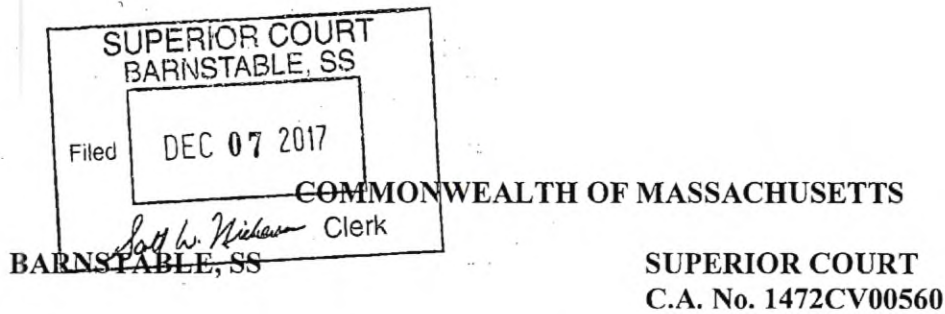 SUPERIOR COURT
BARNSTABLE, SS
Filed
DEC 07 2017
Clerk
COMMONWEALTH OF MASSACHUSETTS
BARNSTABLE, SS
SUPERIOR COURT
C.A. No. 1472CV00560